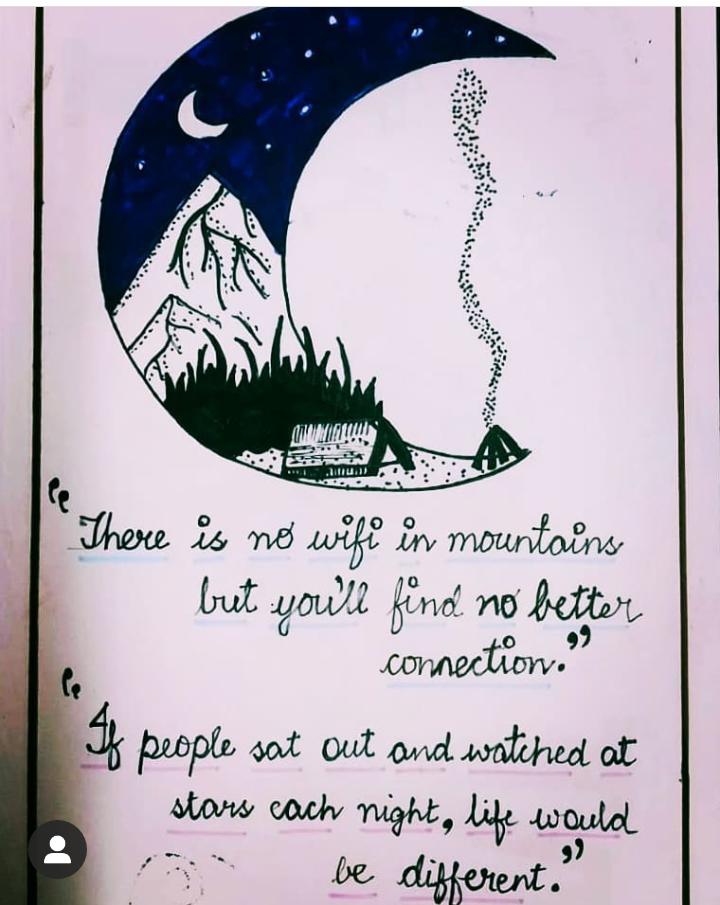 "There is no wifi in mountains
but you'll find no better
connection."
"If people sat out and watched at
stars each night, life would
be different."